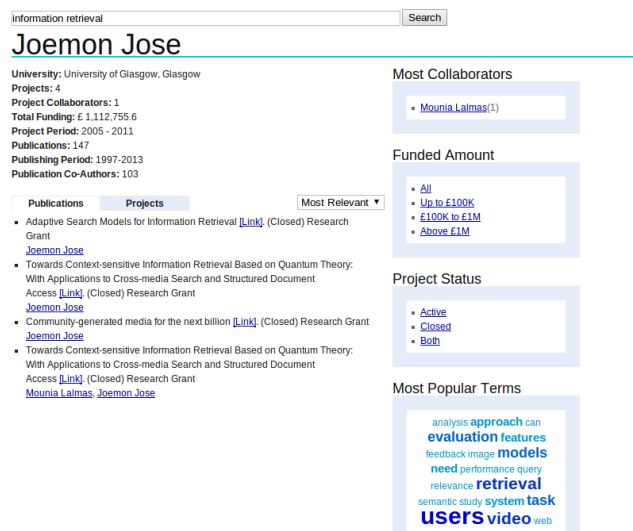 information retrieval
Search
Joemon Jose
University: University of Glasgow, Glasgow
Projects: 4
Project Collaborators: 1
Total Funding: £ 1,112,755.6
Project Period: 2005 - 2011
Publications: 147
Publishing Period: 1997-2013
Publication Co-Authors: 103
Publications
Projects
Most Relevant
Adaptive Search Models for Information Retrieval [Link]. (Closed) Research
Grant
Joemon Jose
Towards Context-sensitive Information Retrieval Based on Quantum Theory:
With Applications to Cross-media Search and Structured Document
Access [Link]. (Closed) Research Grant
Joemon Jose
Community-generated media for the next billion [Link]. (Closed) Research Grant
Joemon Jose
Towards Context-sensitive Information Retrieval Based on Quantum Theory:
With Applications to Cross-media Search and Structured Document
Access [Link]. (Closed) Research Grant
Mounia Lalmas, Joemon Jose
Most Collaborators
Mounia Lalmas(1)
Funded Amount
All
Up to £100K
£100K to £1M
Above £1M
Project Status
Active
Closed
Both
Most Popular Terms
analysis approach can
evaluation features
feedback image models
need performance query
relevance retrieval
semantic study system task
users video web